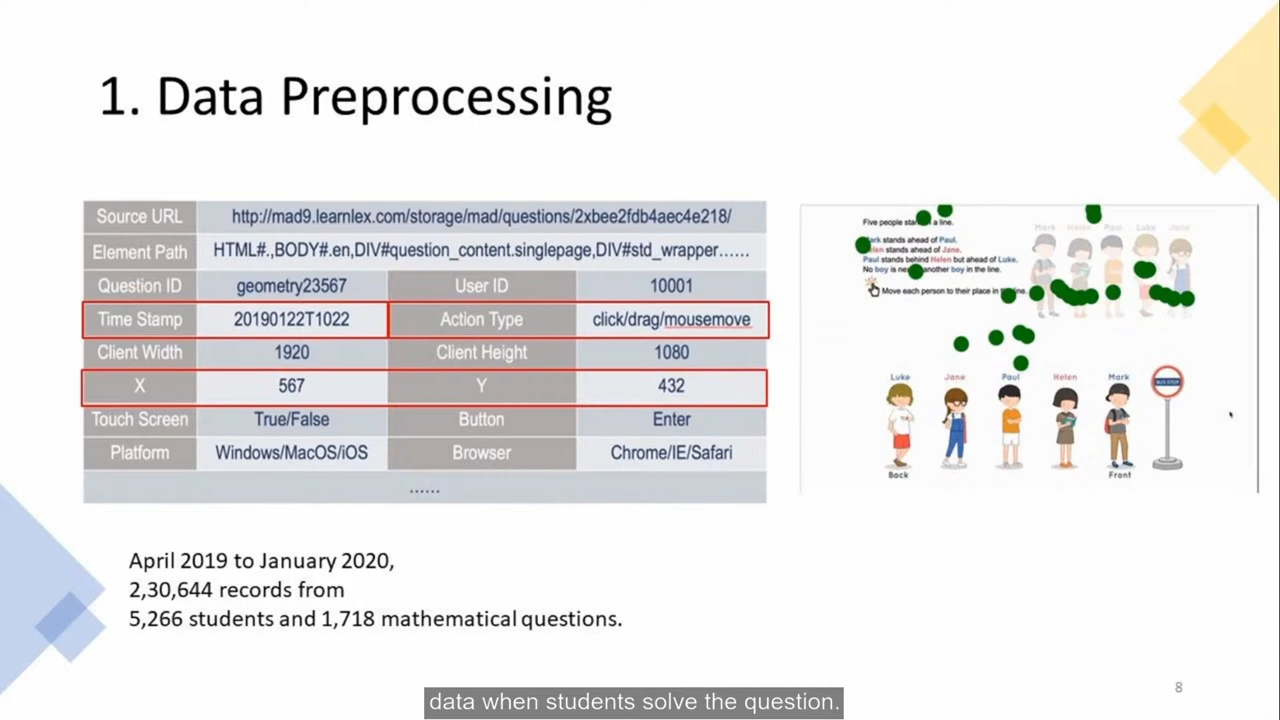 1. Data Preprocessing
Source URL http://mad9.learnlex.com/storage/mad/questions/2xbee2fdb4aec4e218/
Element Path HTML#.,BODY#.en,DIV#question_content.singlepage,DIV#std_wrapper......
Question ID geometry23567 User ID 10001
Time Stamp 20190122T1022 Action Type click/drag/mousemove
Client Width 1920 Client Height 1080
X 567 Y 432
Touch Screen True/False Button Enter
Platform Windows/MacOS/iOS Browser Chrome/IE/Safari
......
Five people in a line.
stands ahead of Paul.
stands ahead of Jane.
Paul stands behind Helen but ahead of Luke.
No boy is another boy in the line.
Move each person to their place in line.
Mark Helen Paul Luke Jane
Luke Jane Paul Helen Mark
BUS STOP
Back Front
April 2019 to January 2020,
2,30,644 records from
5,266 students and 1,718 mathematical questions.
8
data when students solve the question.